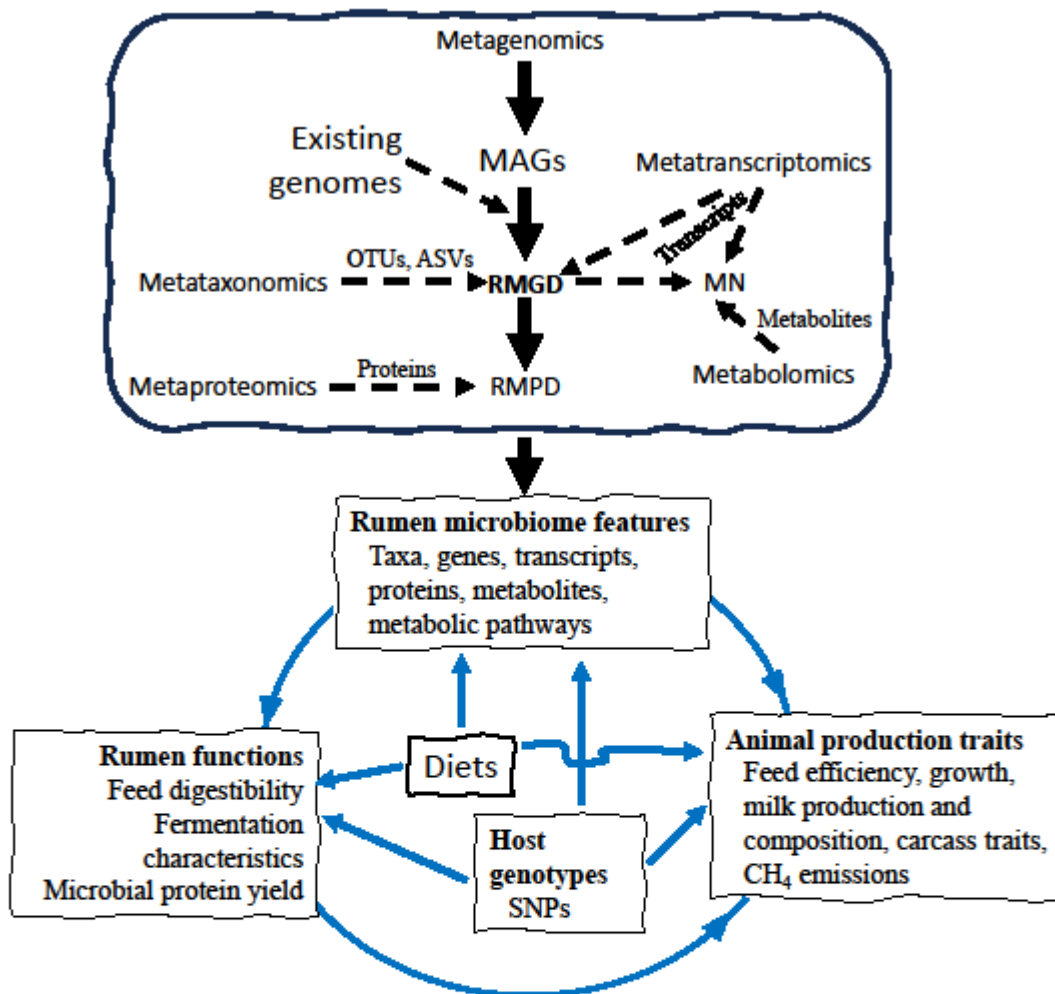 Metagenomics
Existing
genomes
MAGs
Metatranscriptomics
Transcripts
OTUs, ASVs
Metataxonomics
RMGD
MN
Metabolites
Proteins
Metaproteomics
RMPD
Metabolomics
Rumen microbiome features
Taxa, genes, transcripts,
proteins, metabolites,
metabolic pathways
Rumen functions
Feed digestibility
Fermentation
characteristics
Microbial protein yield
Diets
Host
genotypes
SNPs
Animal production traits
Feed efficiency, growth,
milk production and
composition, carcass traits,
CH₄ emissions